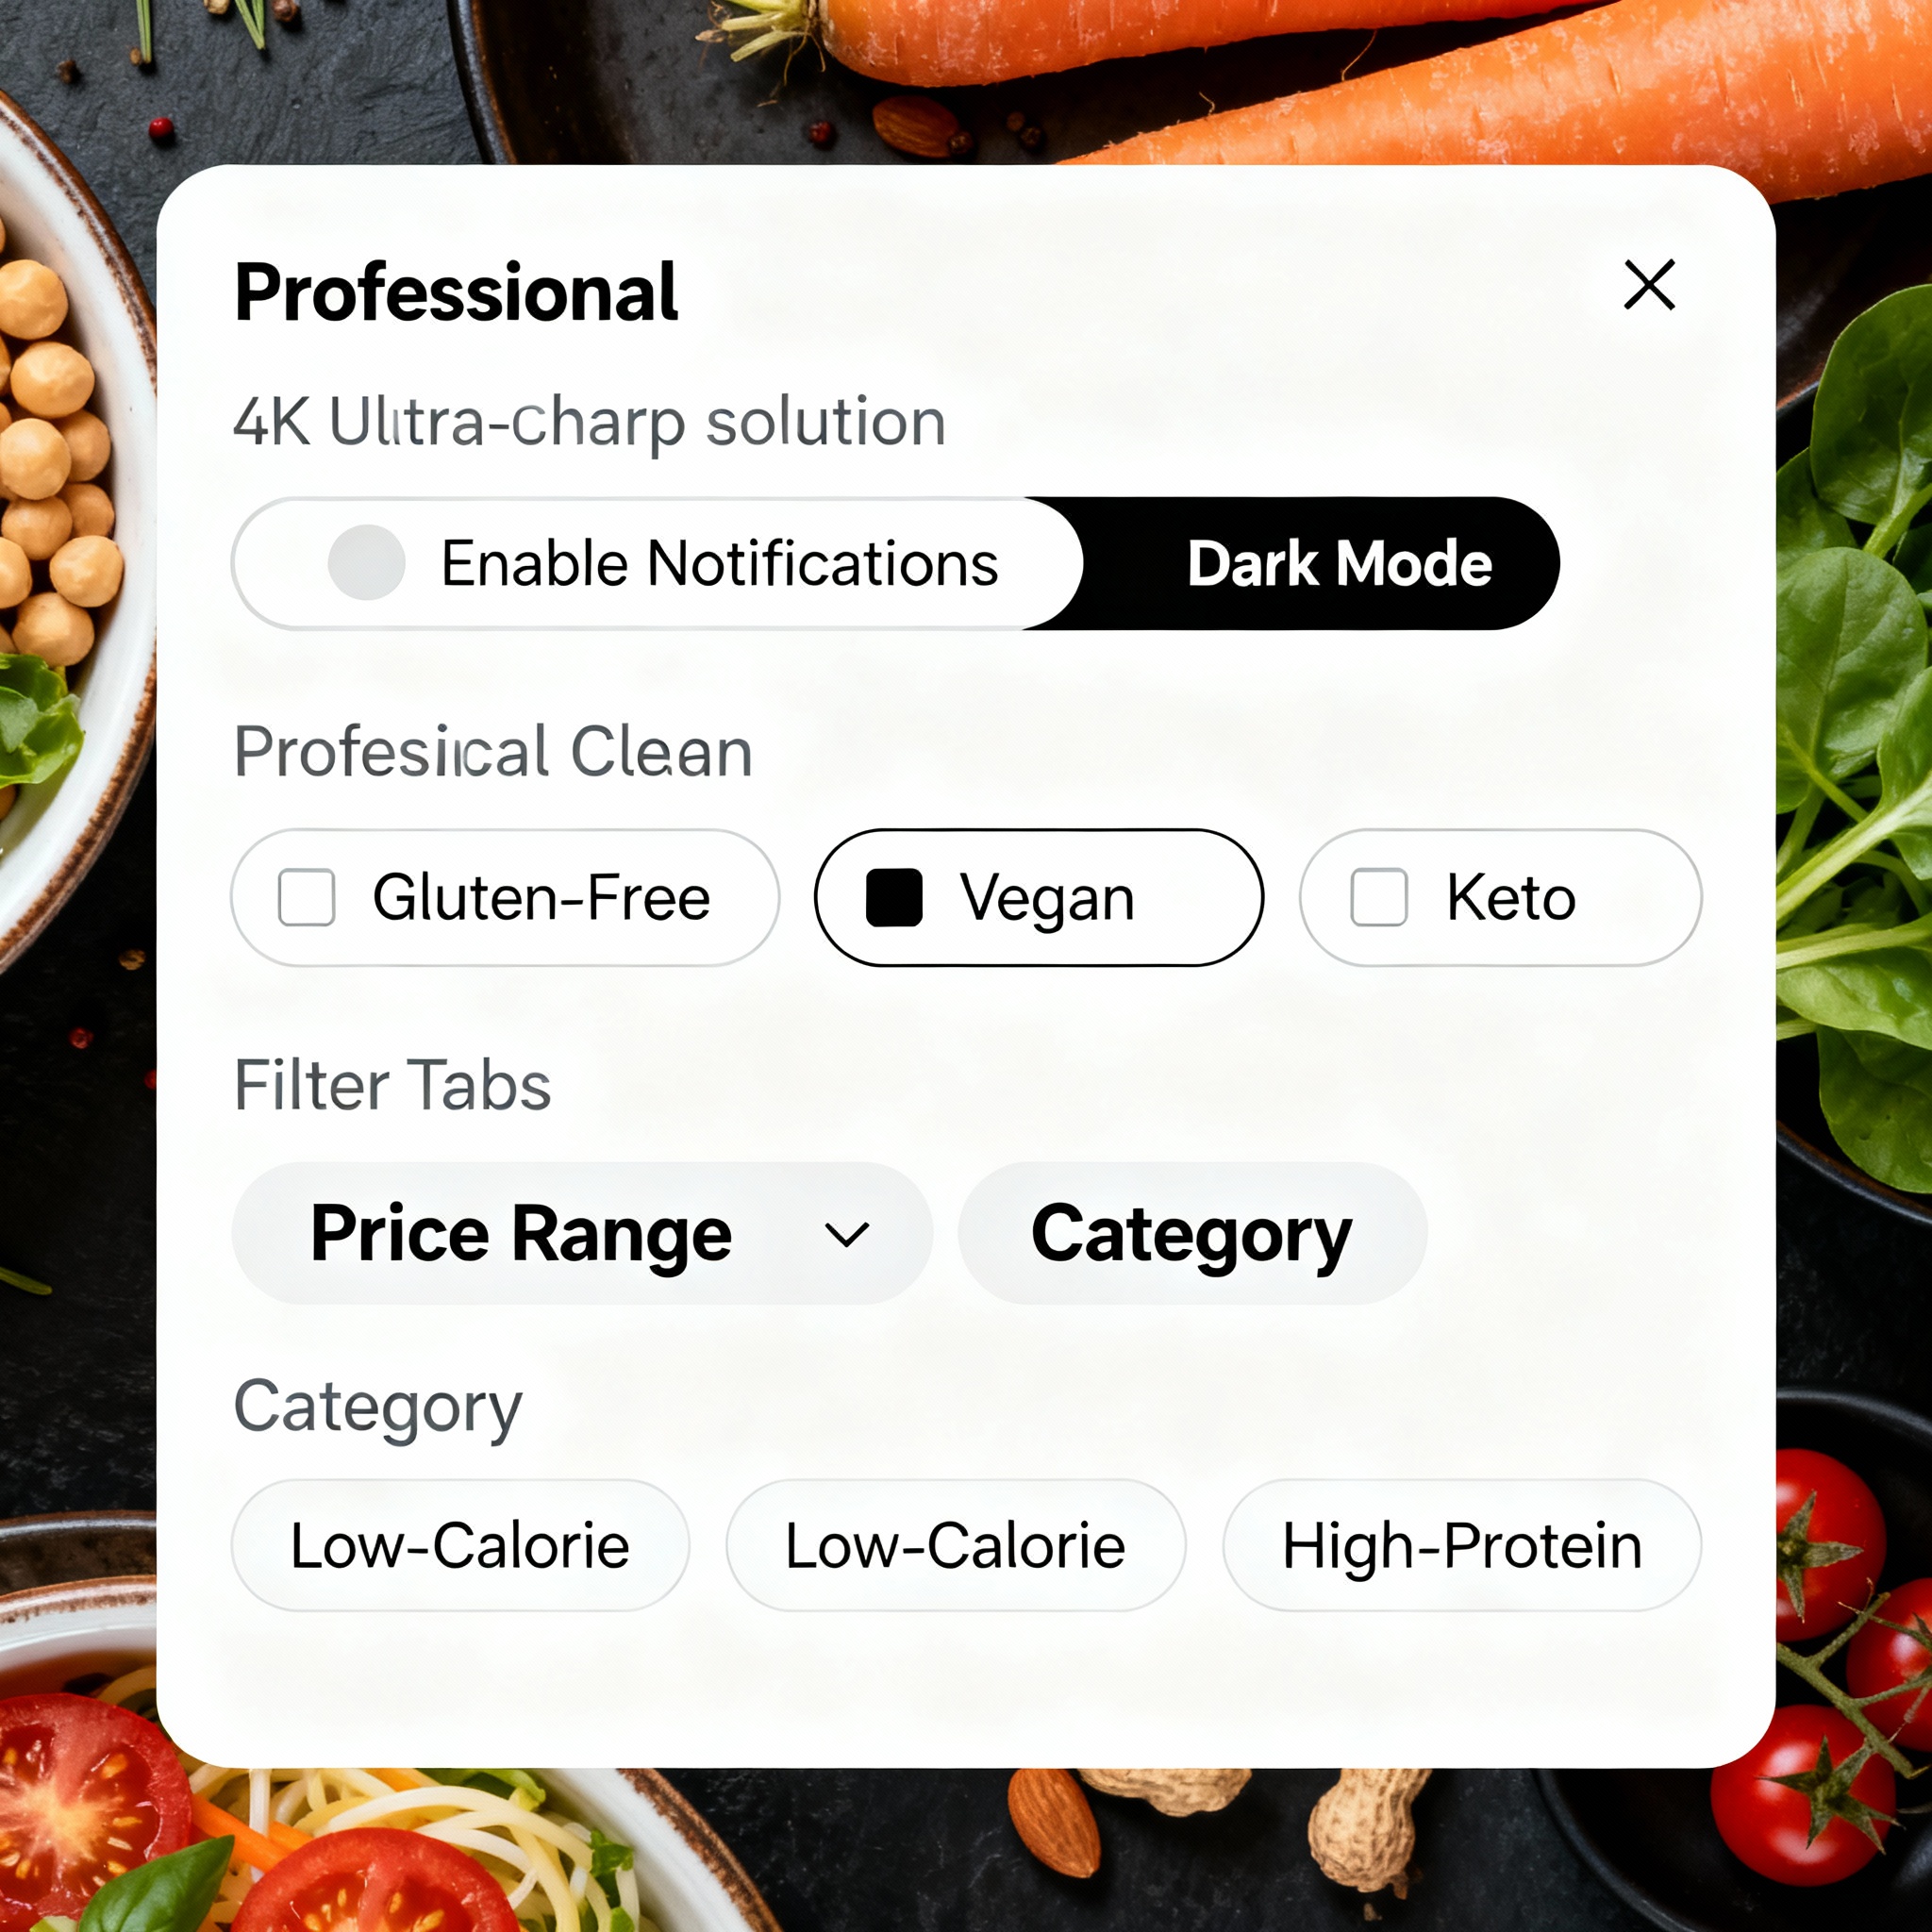 Professional
4K Ulitra-charp solution
Enable Notifications Dark Mode
Profesiical Clean
Gluten-Free Vegan Keto
Filter Tabs
Price Range Category
Category
Low-Calorie Low-Calorie High-Protein